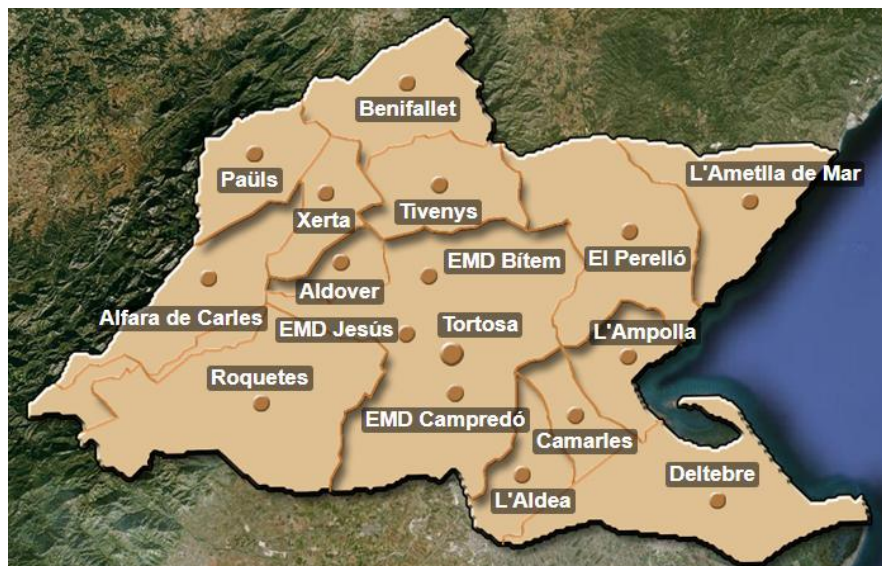 Benifallet
Paüls
L'Ametlla de Mar
Xerta
Tivenys
EMD Bítem
El Perelló
Aldover
Alfara de Carles
EMD Jesús
Tortosa
L'Ampolla
Roquetes
EMD Campredó
Camarles
Deltebre
L'Aldea